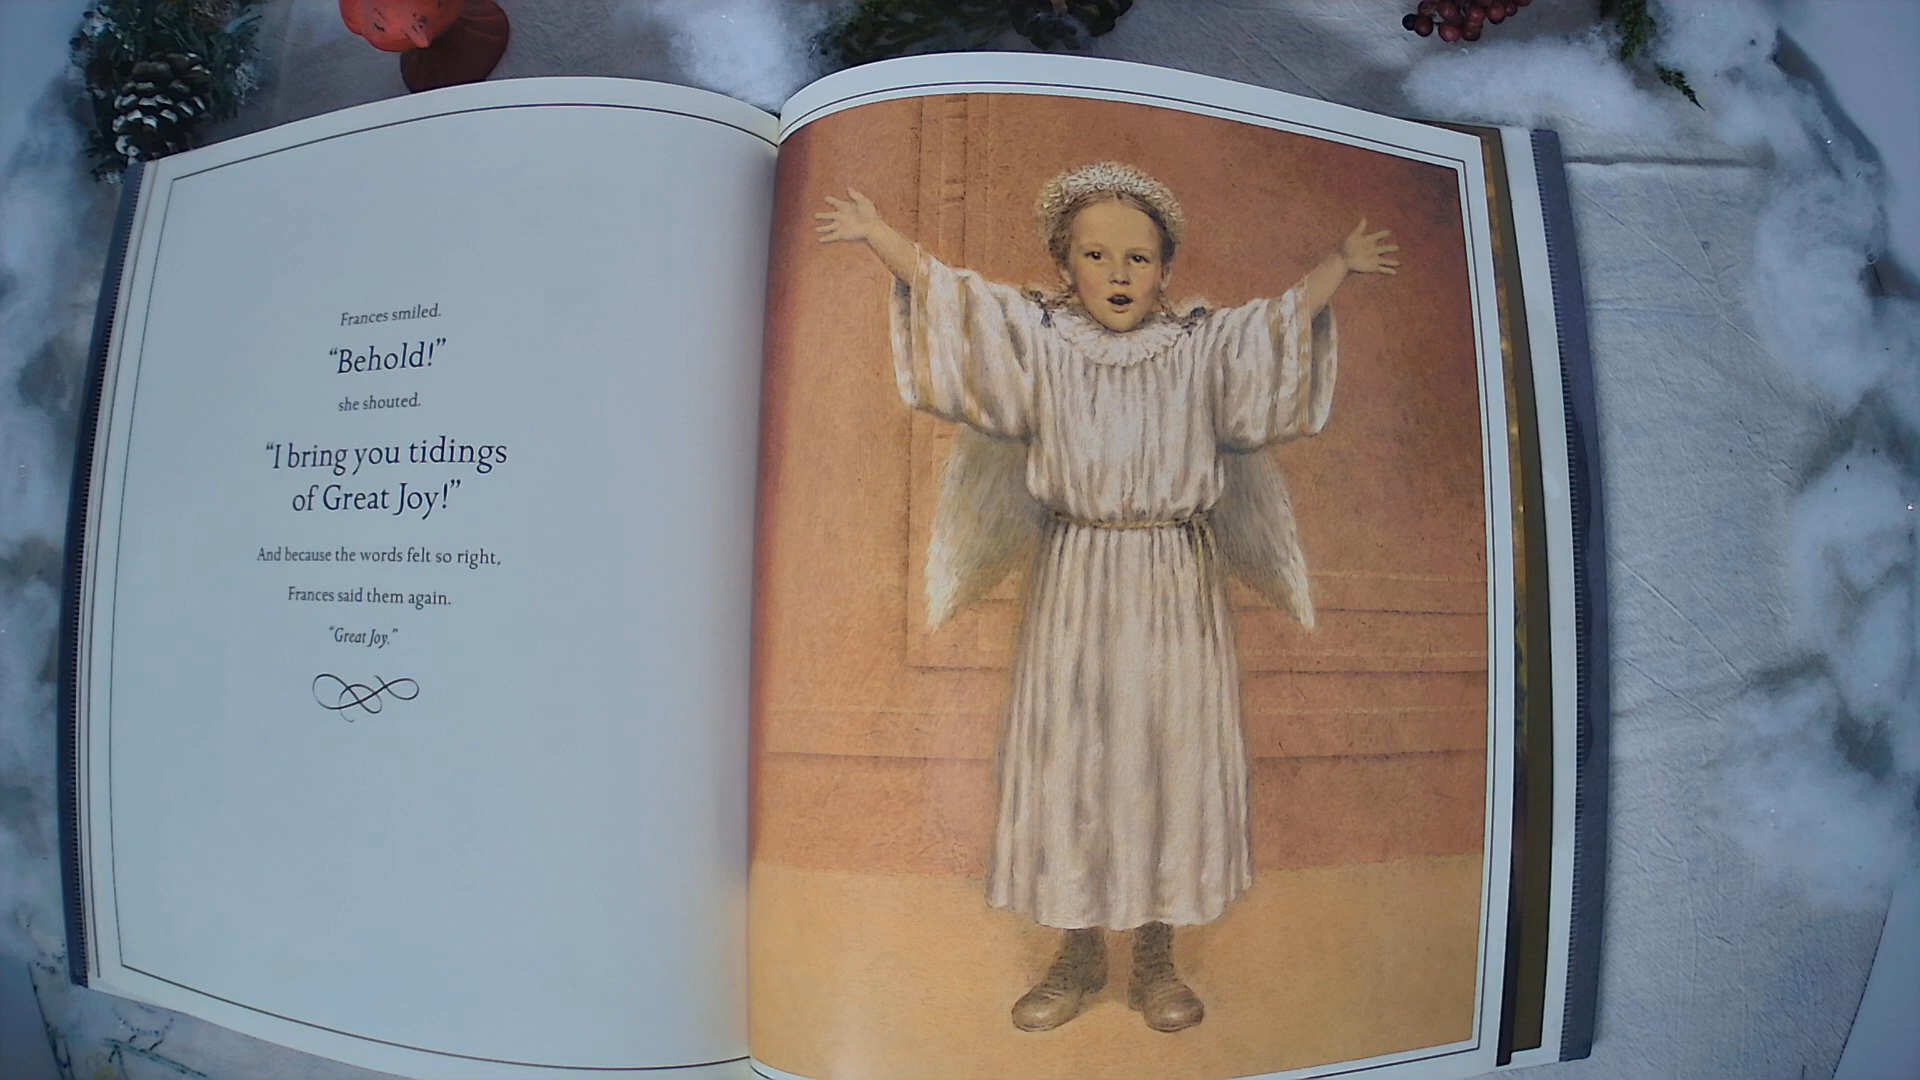 Frances smiled.
“Behold!”
she shouted.
“I bring you tidings
of Great Joy!”
And because the words felt so right,
Frances said them again.
“Great Joy.”